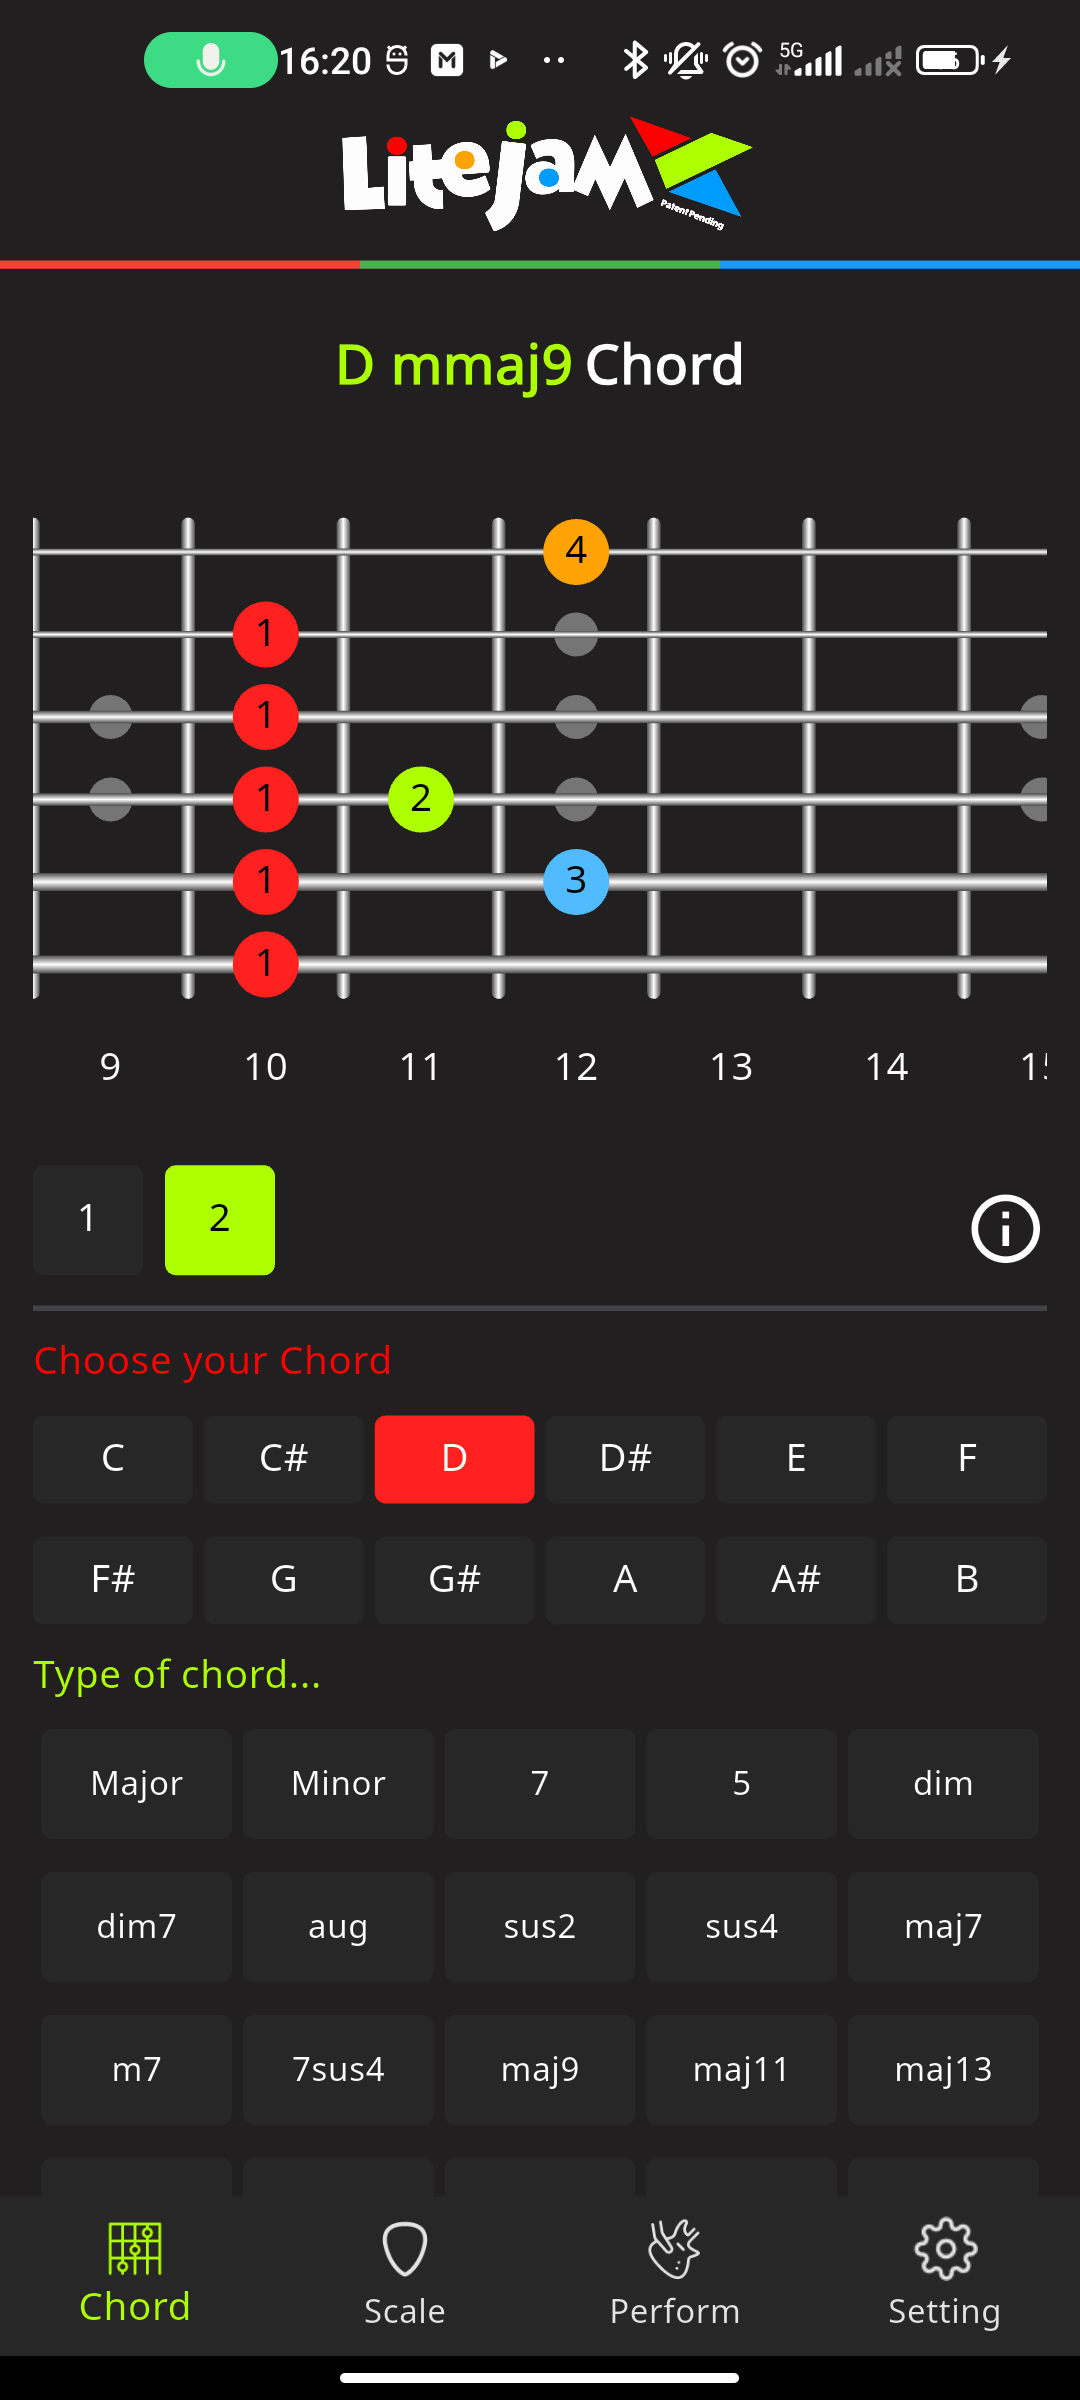 16:20
5G
Litejam
Patent Pending
D mmaj9 Chord
4
1
1
1 2
1 3
1
9 10 11 12 13 14
1 2
Choose your Chord
C C# D D# E F
F# G G# A A# B
Type of chord...
Major Minor 7 5 dim
dim7 aug sus2 sus4 maj7
m7 7sus4 maj9 maj11 maj13
Chord Scale Perform Setting